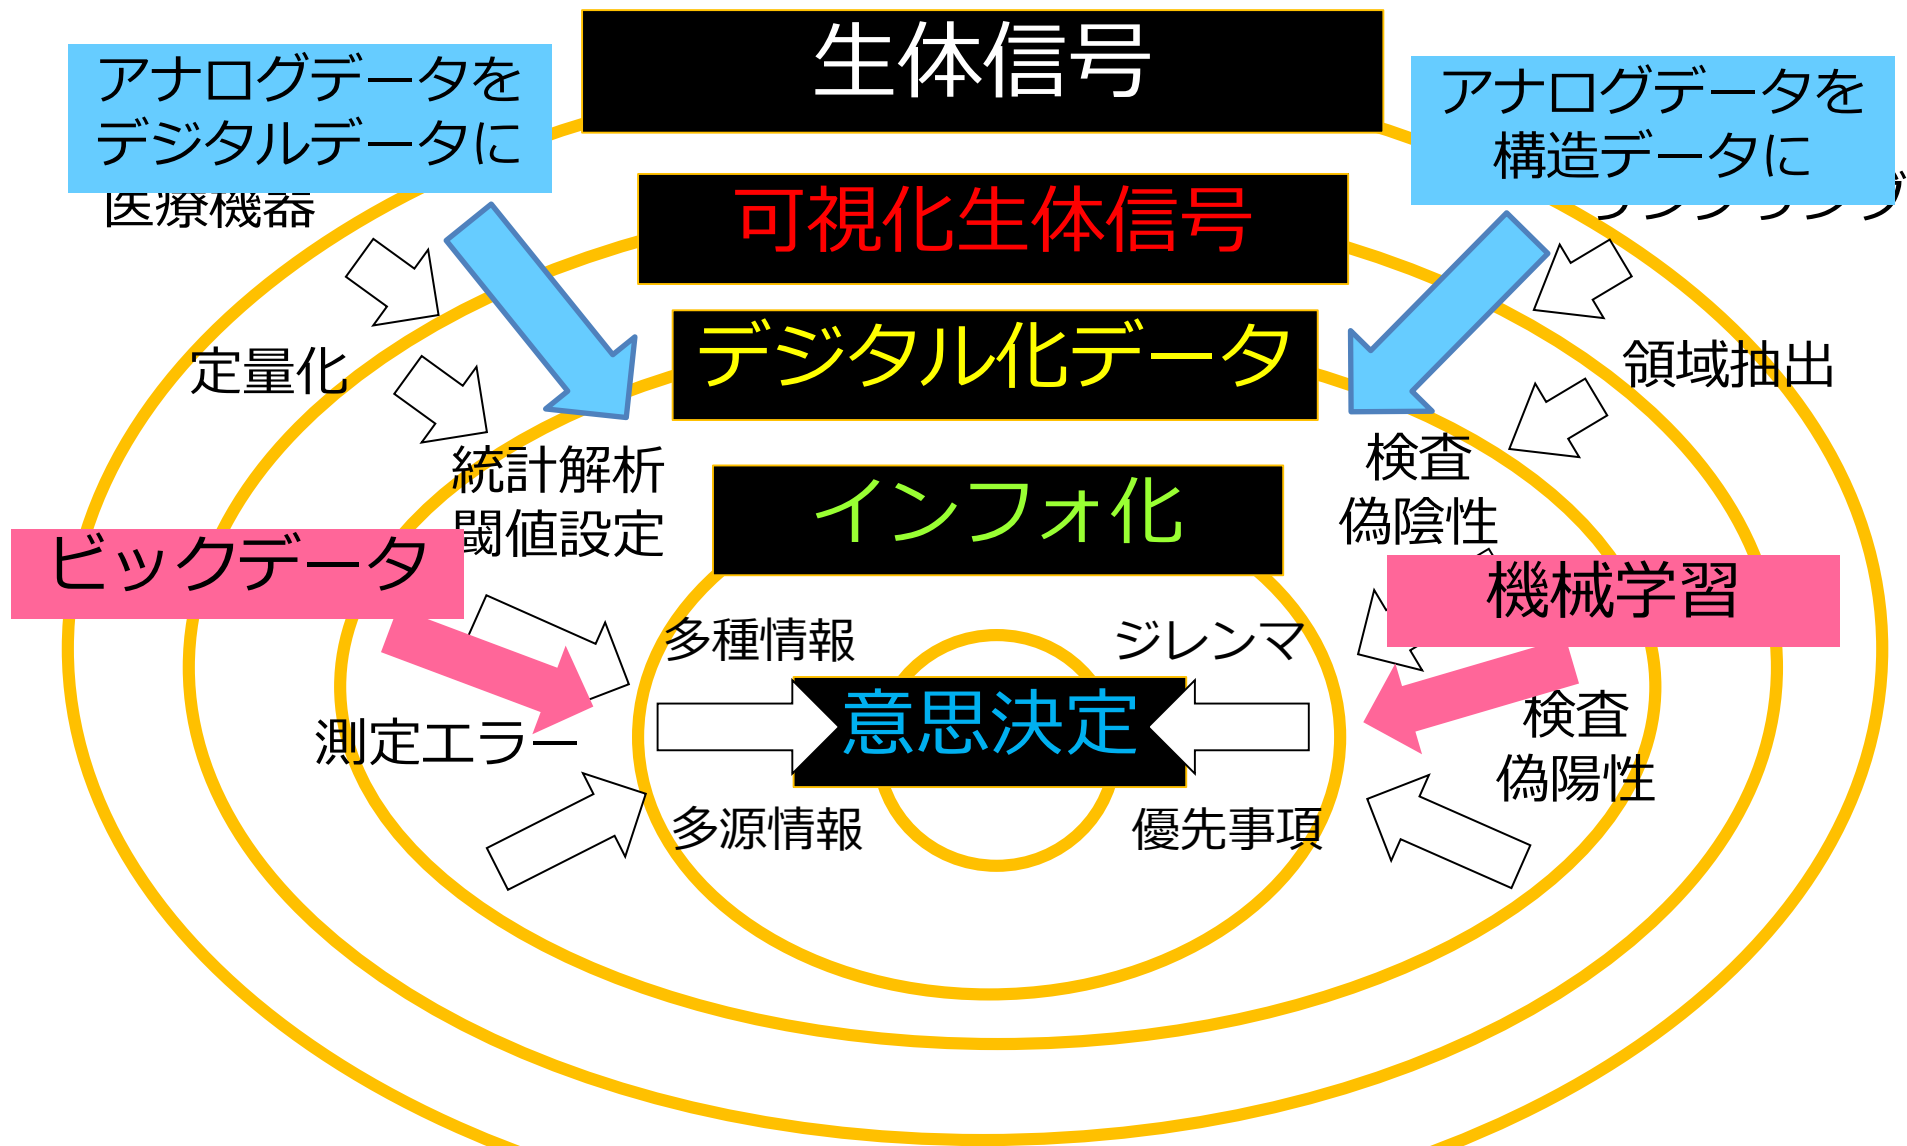 生体信号
アナログデータを
デジタルデータに
アナログデータを
構造データに
医療機器
可視化生体信号
デジタル化データ
定量化
領域抽出
統計解析
閾値設定
検査
偽陰性
インフォ化
ビックデータ
機械学習
多種情報
ジレンマ
意思決定
測定エラー
検査
偽陽性
多源情報
優先事項